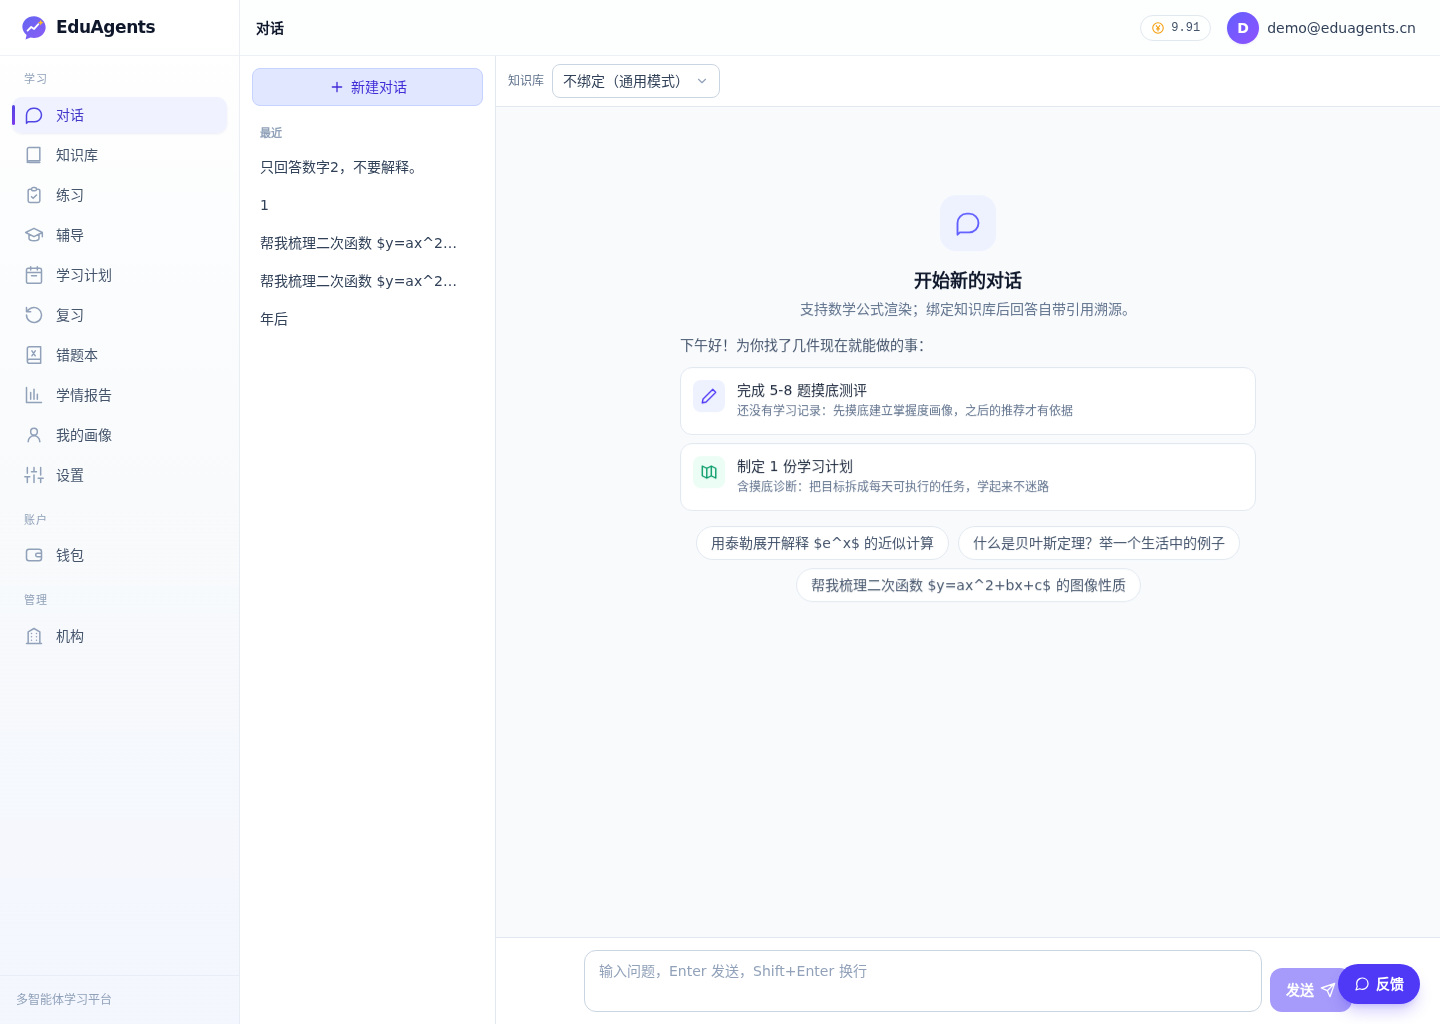 EduAgents
学习
对话
知识库
练习
辅导
学习计划
复习
错题本
学情报告
我的画像
设置
账户
钱包
管理
机构
多智能体学习平台
对话
9.91
D
demo@eduagents.cn
新建对话
最近
只回答数字2，不要解释。
1
帮我梳理二次函数 $y=ax^2...
帮我梳理二次函数 $y=ax^2...
年后
知识库
不绑定（通用模式）
开始新的对话
支持数学公式渲染；绑定知识库后回答自带引用溯源。
下午好！为你找了几件现在就能做的事：
完成 5-8 题摸底测评
还没有学习记录：先摸底建立掌握度画像，之后的推荐才有依据
制定 1 份学习计划
含摸底诊断：把目标拆成每天可执行的任务，学起来不迷路
用泰勒展开解释 $e^x$ 的近似计算
什么是贝叶斯定理？举一个生活中的例子
帮我梳理二次函数 $y=ax^2+bx+c$ 的图像性质
输入问题，Enter 发送，Shift+Enter 换行
发送
反馈